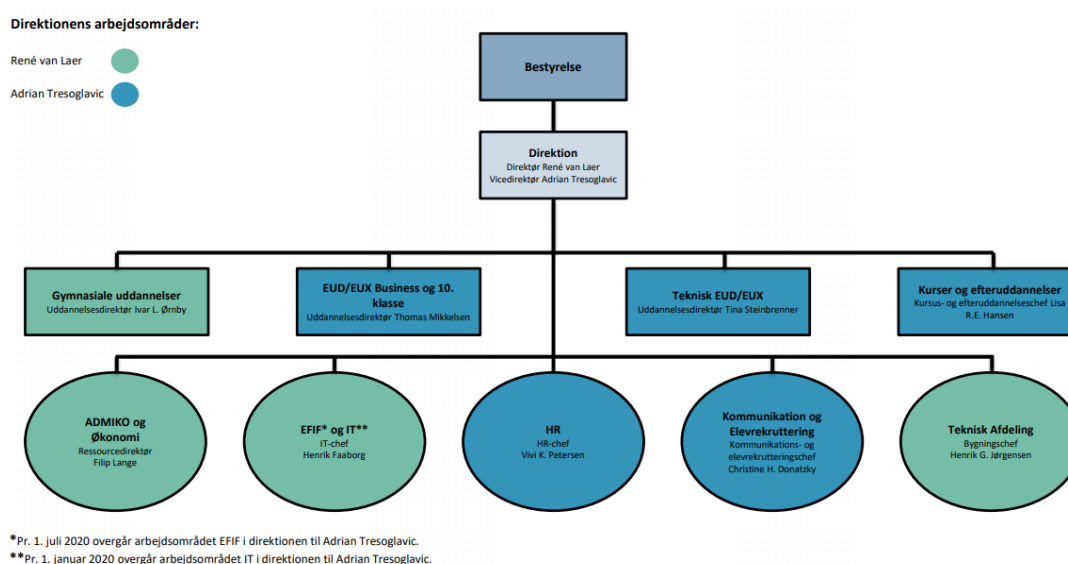 Direktionens arbejdsområder:
René van Laer
Adrian Tresoglavic
Bestyrelse
Direktion
Direktør René van Laer
Vicedirektør Adrian Tresoglavic
Gymnasiale uddannelser
Uddannelsesdirektør Ivar L. Ørnby
EUD/EUX Business og 10.
klasse
Uddannelsesdirektør Thomas Mikkelsen
Teknisk EUD/EUX
Uddannelsesdirektør Tina Steinbrenner
Kurser og efteruddannelser
Kursus- og efteruddannelseschef Lisa
R.E. Hansen
ADMIKO og
Økonomi
Ressourcedirektør
Filip Lange
EFIF* og IT**
IT-chef
Henrik Faaborg
HR
HR-chef
Vivi K. Petersen
Kommunikation og
Elevrekruttering
Kommunikations- og
elevrekrutteringschef
Christine H. Donatzky
Teknisk Afdeling
Bygningschef
Henrik G. Jørgensen
*Pr. 1. juli 2020 overgår arbejdsområdet EFIF i direktionen til Adrian Tresoglavic.
**Pr. 1. januar 2020 overgår arbejdsområdet IT i direktionen til Adrian Tresoglavic.